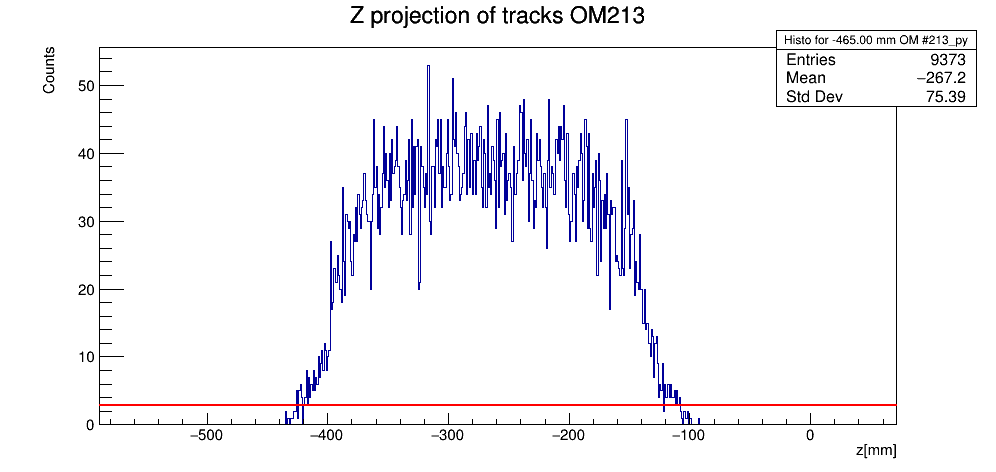 Z projection of tracks OM213
Histo for -465.00 mm OM #213_py
Entries 9373
Mean −267.2
Std Dev 75.39
Counts
50
40
30
20
10
0
−500 −400 −300 −200 −100 0
z[mm]